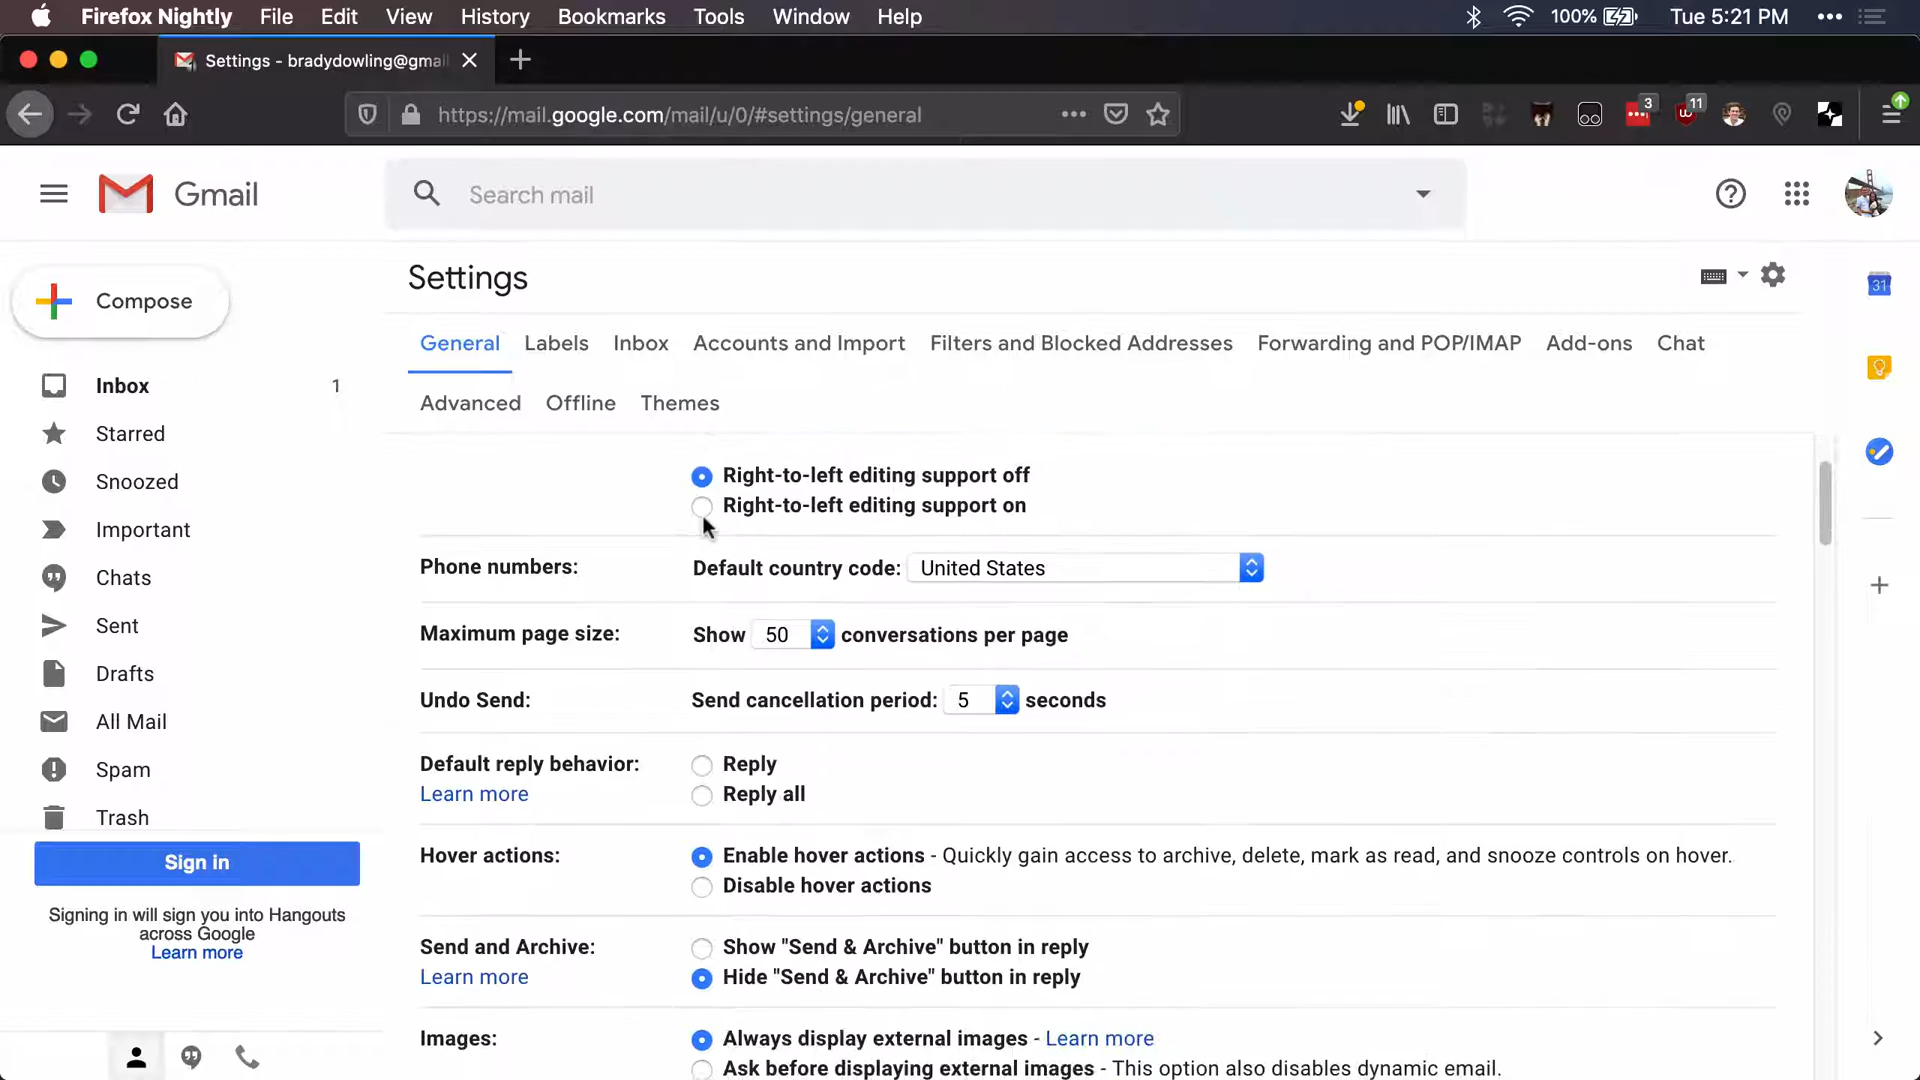 Firefox Nightly File Edit View History Bookmarks Tools Window Help 100% Tue 5:21 PM
Settings - bradydowling@gmai
https://mail.google.com/mail/u/0/#settings/general 3 11
Gmail Search mail
Compose
Inbox 1
Starred
Snoozed
Important
Chats
Sent
Drafts
All Mail
Spam
Trash
Sign in
Signing in will sign you into Hangouts
across Google
Learn more
Settings
General Labels Inbox Accounts and Import Filters and Blocked Addresses Forwarding and POP/IMAP Add-ons Chat
Advanced Offline Themes
Right-to-left editing support off
Right-to-left editing support on
Phone numbers: Default country code: United States
Maximum page size: Show 50 conversations per page
Undo Send: Send cancellation period: 5 seconds
Default reply behavior: Reply
Learn more Reply all
Hover actions: Enable hover actions - Quickly gain access to archive, delete, mark as read, and snooze controls on hover.
Disable hover actions
Send and Archive: Show "Send & Archive" button in reply
Learn more Hide "Send & Archive" button in reply
Images: Always display external images - Learn more
Ask before displaying external images - This option also disables dynamic email.
31